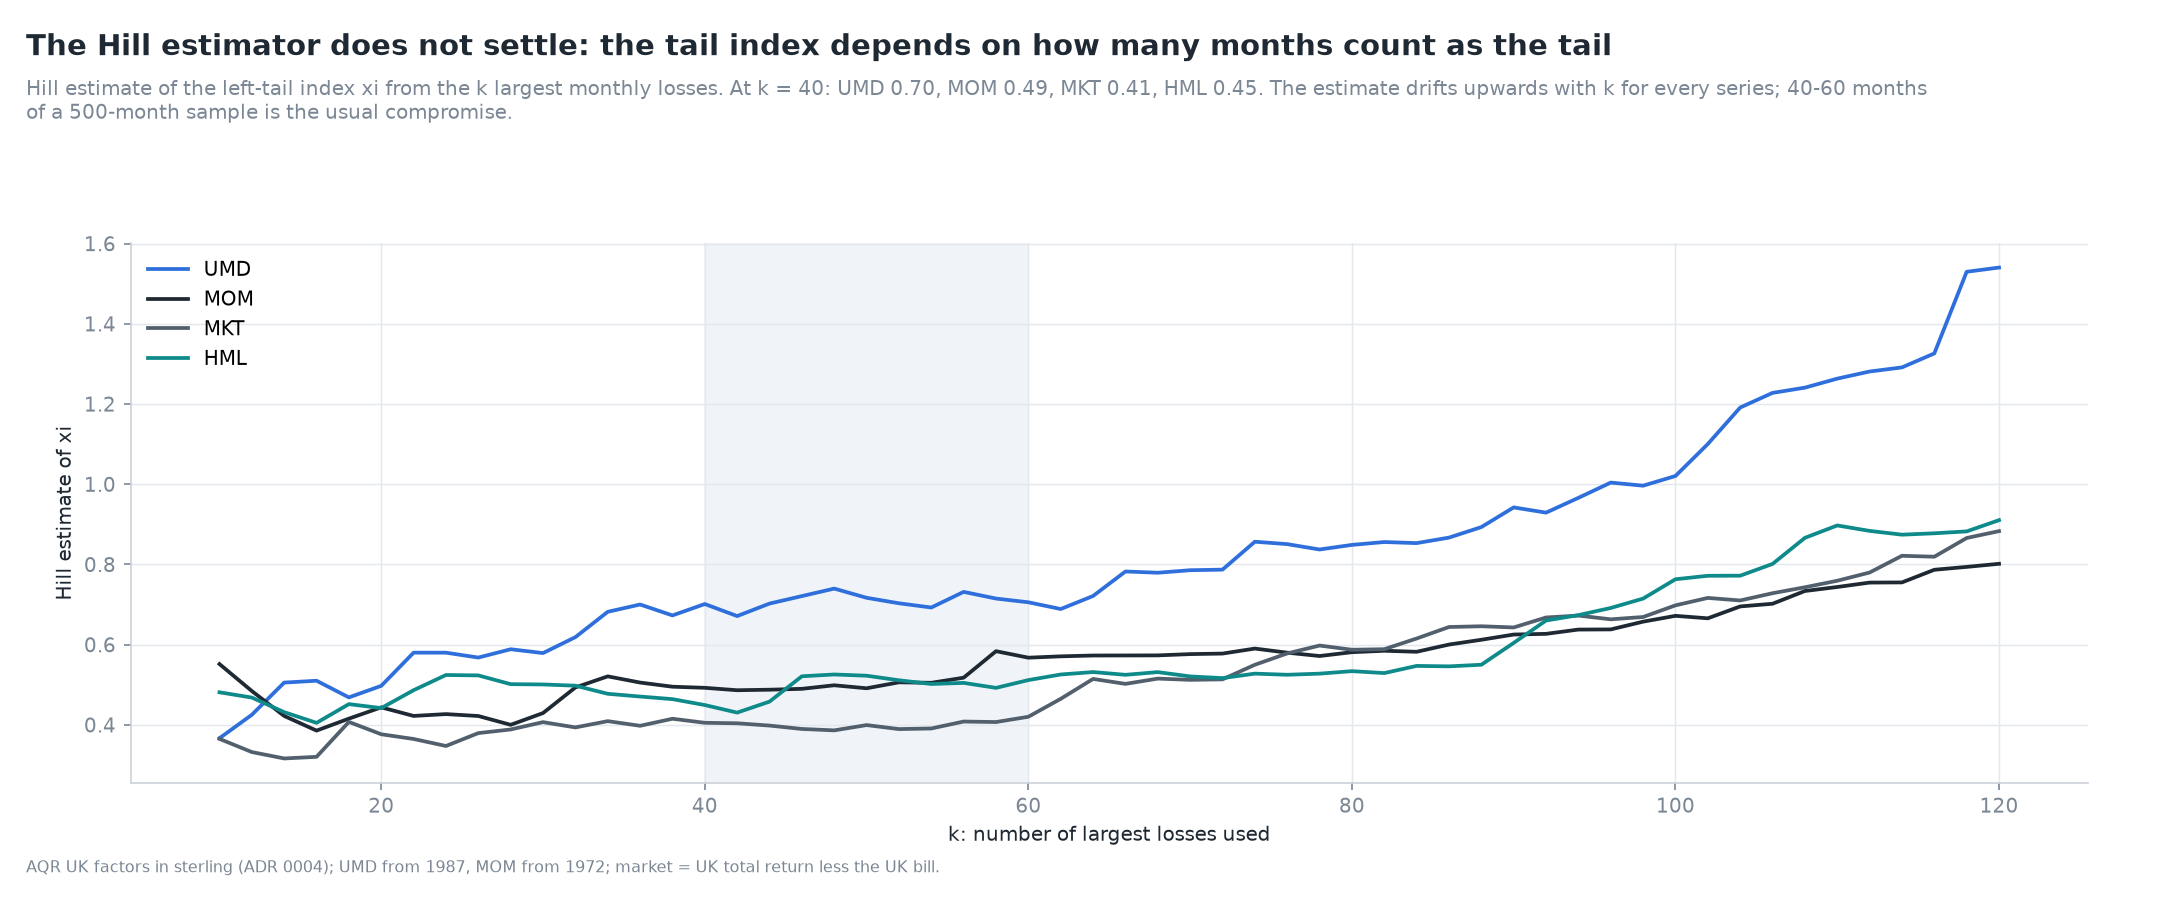 The Hill estimator does not settle: the tail index depends on how many months count as the tail
Hill estimate of the left-tail index xi from the k largest monthly losses. At k = 40: UMD 0.70, MOM 0.49, MKT 0.41, HML 0.45. The estimate drifts upwards with k for every series; 40-60 months
of a 500-month sample is the usual compromise.
1.6
1.4
1.2
1.0
0.8
0.6
0.4
Hill estimate of xi
UMD
MOM
MKT
HML
20
40
60
80
100
120
k: number of largest losses used
AQR UK factors in sterling (ADR 0004); UMD from 1987, MOM from 1972; market = UK total return less the UK bill.